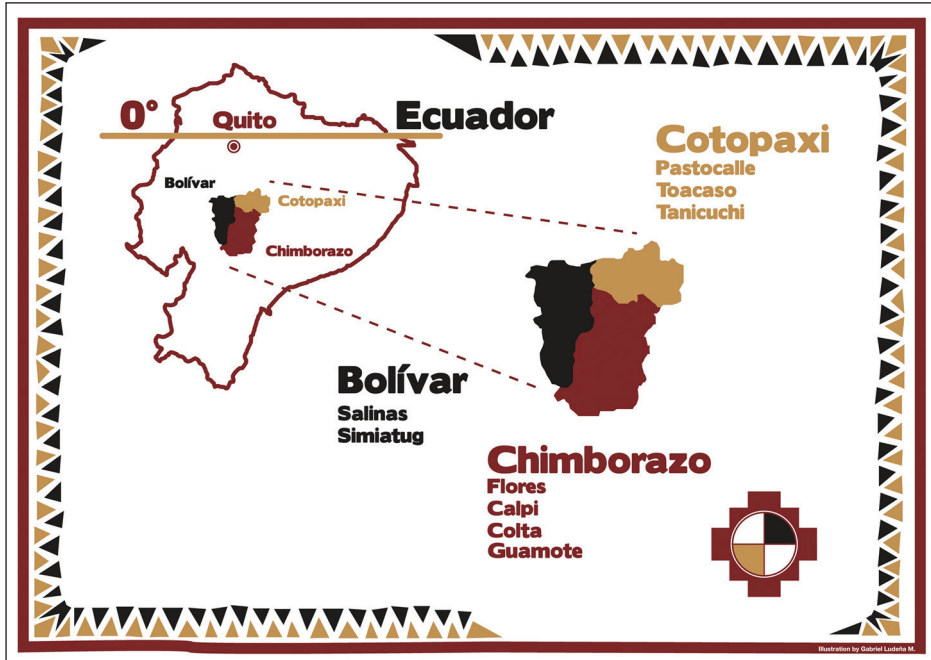 0°
Quito
Ecuador
Bolívar
Cotopaxi
Chimborazo
Cotopaxi
Pastocalle
Toacaso
Tanicuchi
Bolívar
Salinas
Simiatug
Chimborazo
Flores
Calpi
Colta
Guamote
Illustration by Gabriel Ludeña M.